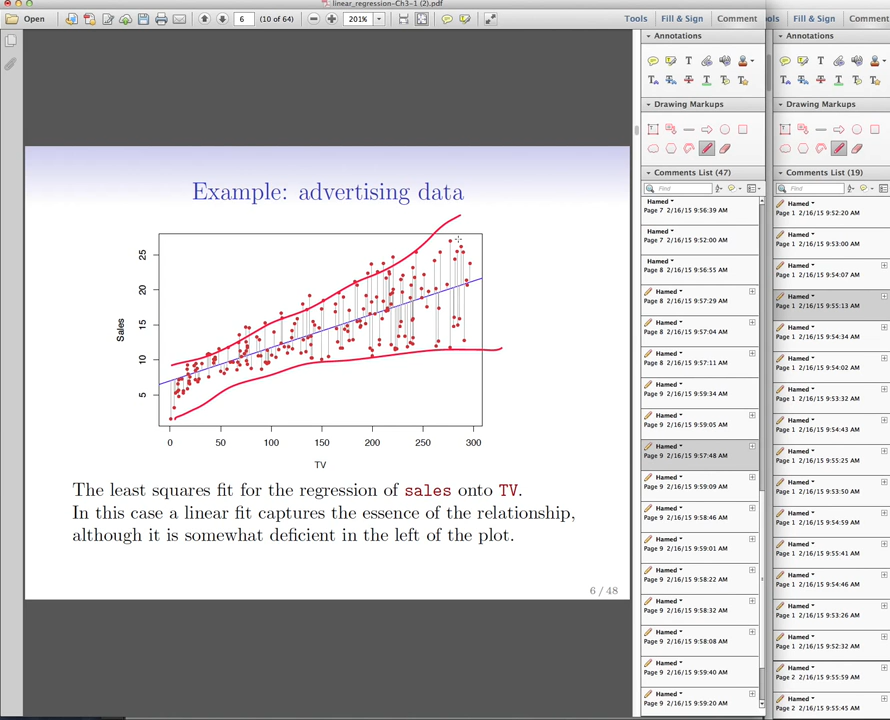 linear_regression-Ch3-1 (2).pdf
Open
6
(10 of 64)
201%
Tools
Fill & Sign
Comment
ols
Fill & Sign
Comment
Annotations
Annotations
Drawing Markups
Drawing Markups
Comments List (47)
Comments List (19)
Find
Find
Hamed
Page 7 2/16/15 9:56:39 AM
Hamed
Page 7 2/16/15 9:52:00 AM
Hamed
Page 8 2/16/15 9:56:55 AM
Hamed
Page 8 2/16/15 9:57:29 AM
Hamed
Page 8 2/16/15 9:57:04 AM
Hamed
Page 8 2/16/15 9:57:11 AM
Hamed
Page 9 2/16/15 9:59:34 AM
Hamed
Page 9 2/16/15 9:59:05 AM
Hamed
Page 9 2/16/15 9:57:48 AM
Hamed
Page 9 2/16/15 9:59:09 AM
Hamed
Page 9 2/16/15 9:58:46 AM
Hamed
Page 9 2/16/15 9:59:01 AM
Hamed
Page 9 2/16/15 9:58:22 AM
Hamed
Page 9 2/16/15 9:58:32 AM
Hamed
Page 9 2/16/15 9:58:08 AM
Hamed
Page 9 2/16/15 9:59:40 AM
Hamed
Page 9 2/16/15 9:59:20 AM
Hamed
Page 1 2/16/15 9:52:20 AM
Hamed
Page 1 2/16/15 9:53:00 AM
Hamed
Page 1 2/16/15 9:54:07 AM
Hamed
Page 1 2/16/15 9:55:13 AM
Hamed
Page 1 2/16/15 9:54:34 AM
Hamed
Page 1 2/16/15 9:54:02 AM
Hamed
Page 1 2/16/15 9:53:32 AM
Hamed
Page 1 2/16/15 9:54:43 AM
Hamed
Page 1 2/16/15 9:55:25 AM
Hamed
Page 1 2/16/15 9:53:50 AM
Hamed
Page 1 2/16/15 9:54:59 AM
Hamed
Page 1 2/16/15 9:55:41 AM
Hamed
Page 1 2/16/15 9:54:46 AM
Hamed
Page 1 2/16/15 9:53:26 AM
Hamed
Page 1 2/16/15 9:52:32 AM
Hamed
Page 2 2/16/15 9:55:59 AM
Hamed
Page 2 2/16/15 9:55:45 AM
Example: advertising data
25
20
15
10
5
Sales
0 50 100 150 200 250 300
TV
The least squares fit for the regression of sales onto TV.
In this case a linear fit captures the essence of the relationship,
although it is somewhat deficient in the left of the plot.
6 / 48